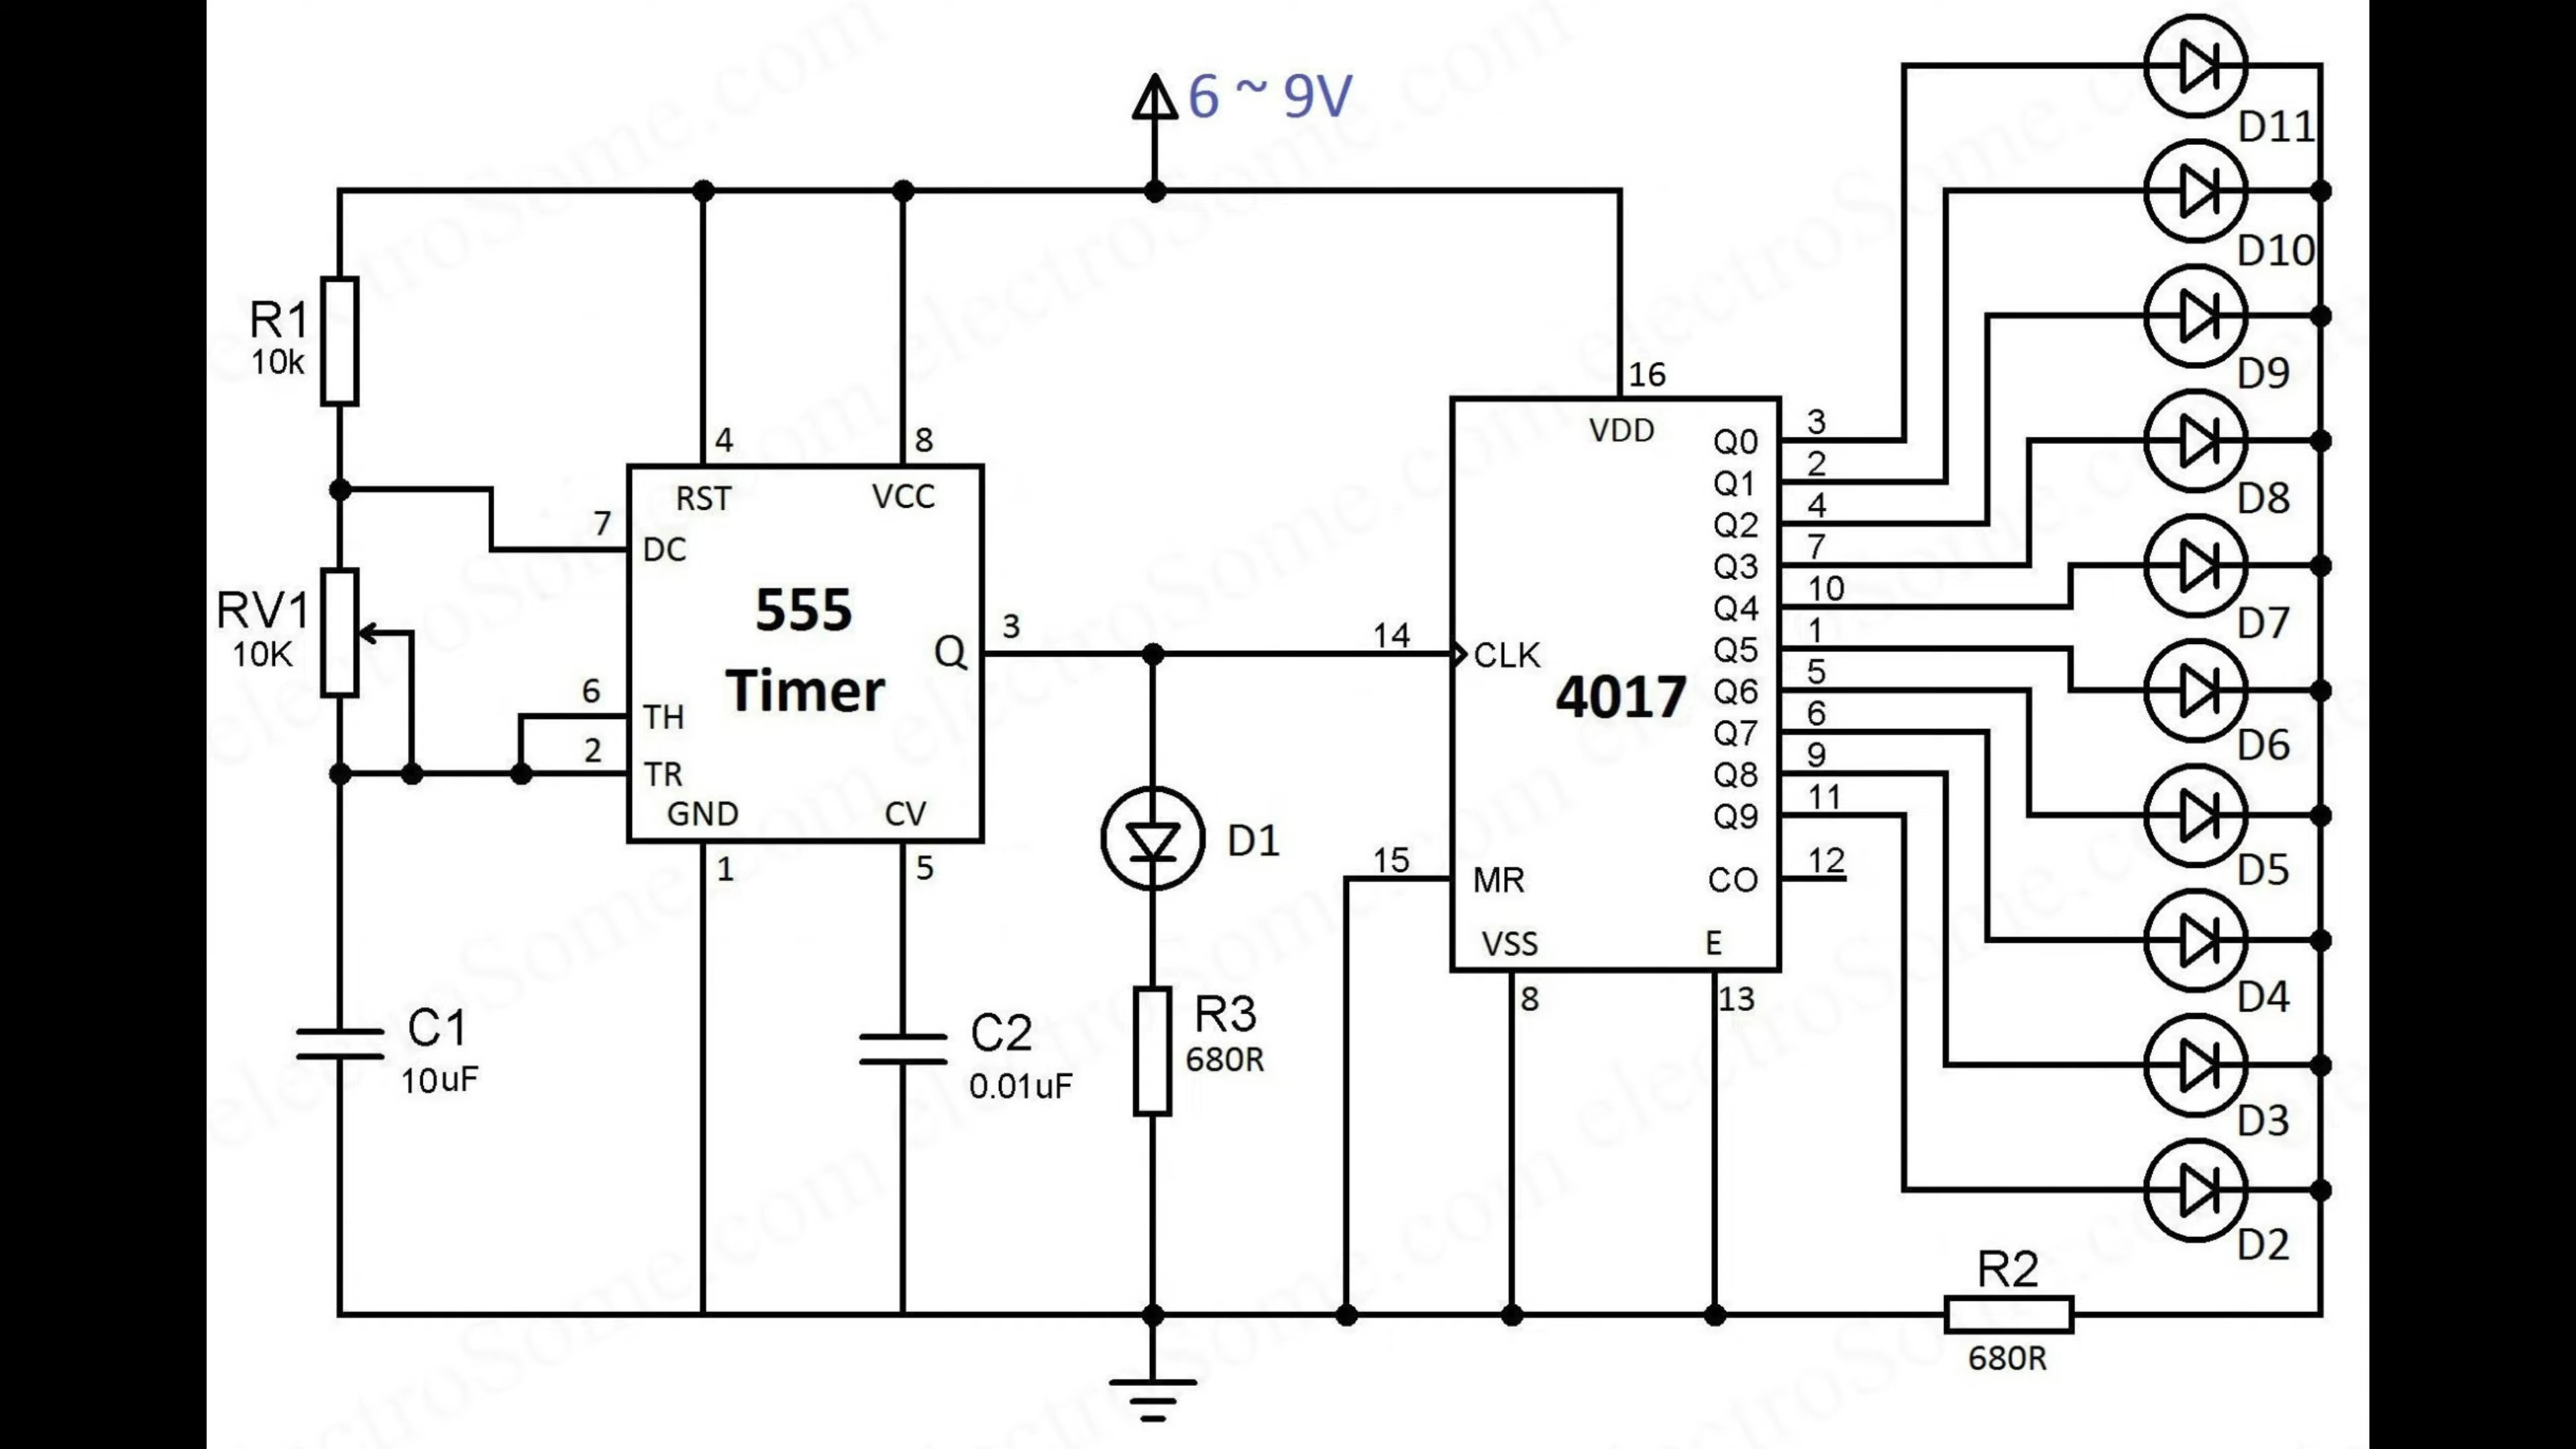 6 ~ 9V
R1
10k
RV1
10K
C1
10uF
4
8
RST
VCC
7
DC
555
Timer
Q
3
6
TH
2
TR
GND
CV
1
5
C2
0.01uF
D1
R3
680R
16
VDD
14
CLK
4017
15
MR
VSS
8
E
13
Q0
3
Q1
2
Q2
4
Q3
7
Q4
10
Q5
1
Q6
5
Q7
6
Q8
9
Q9
11
CO
12
D11
D10
D9
D8
D7
D6
D5
D4
D3
D2
R2
680R
electroSome.com